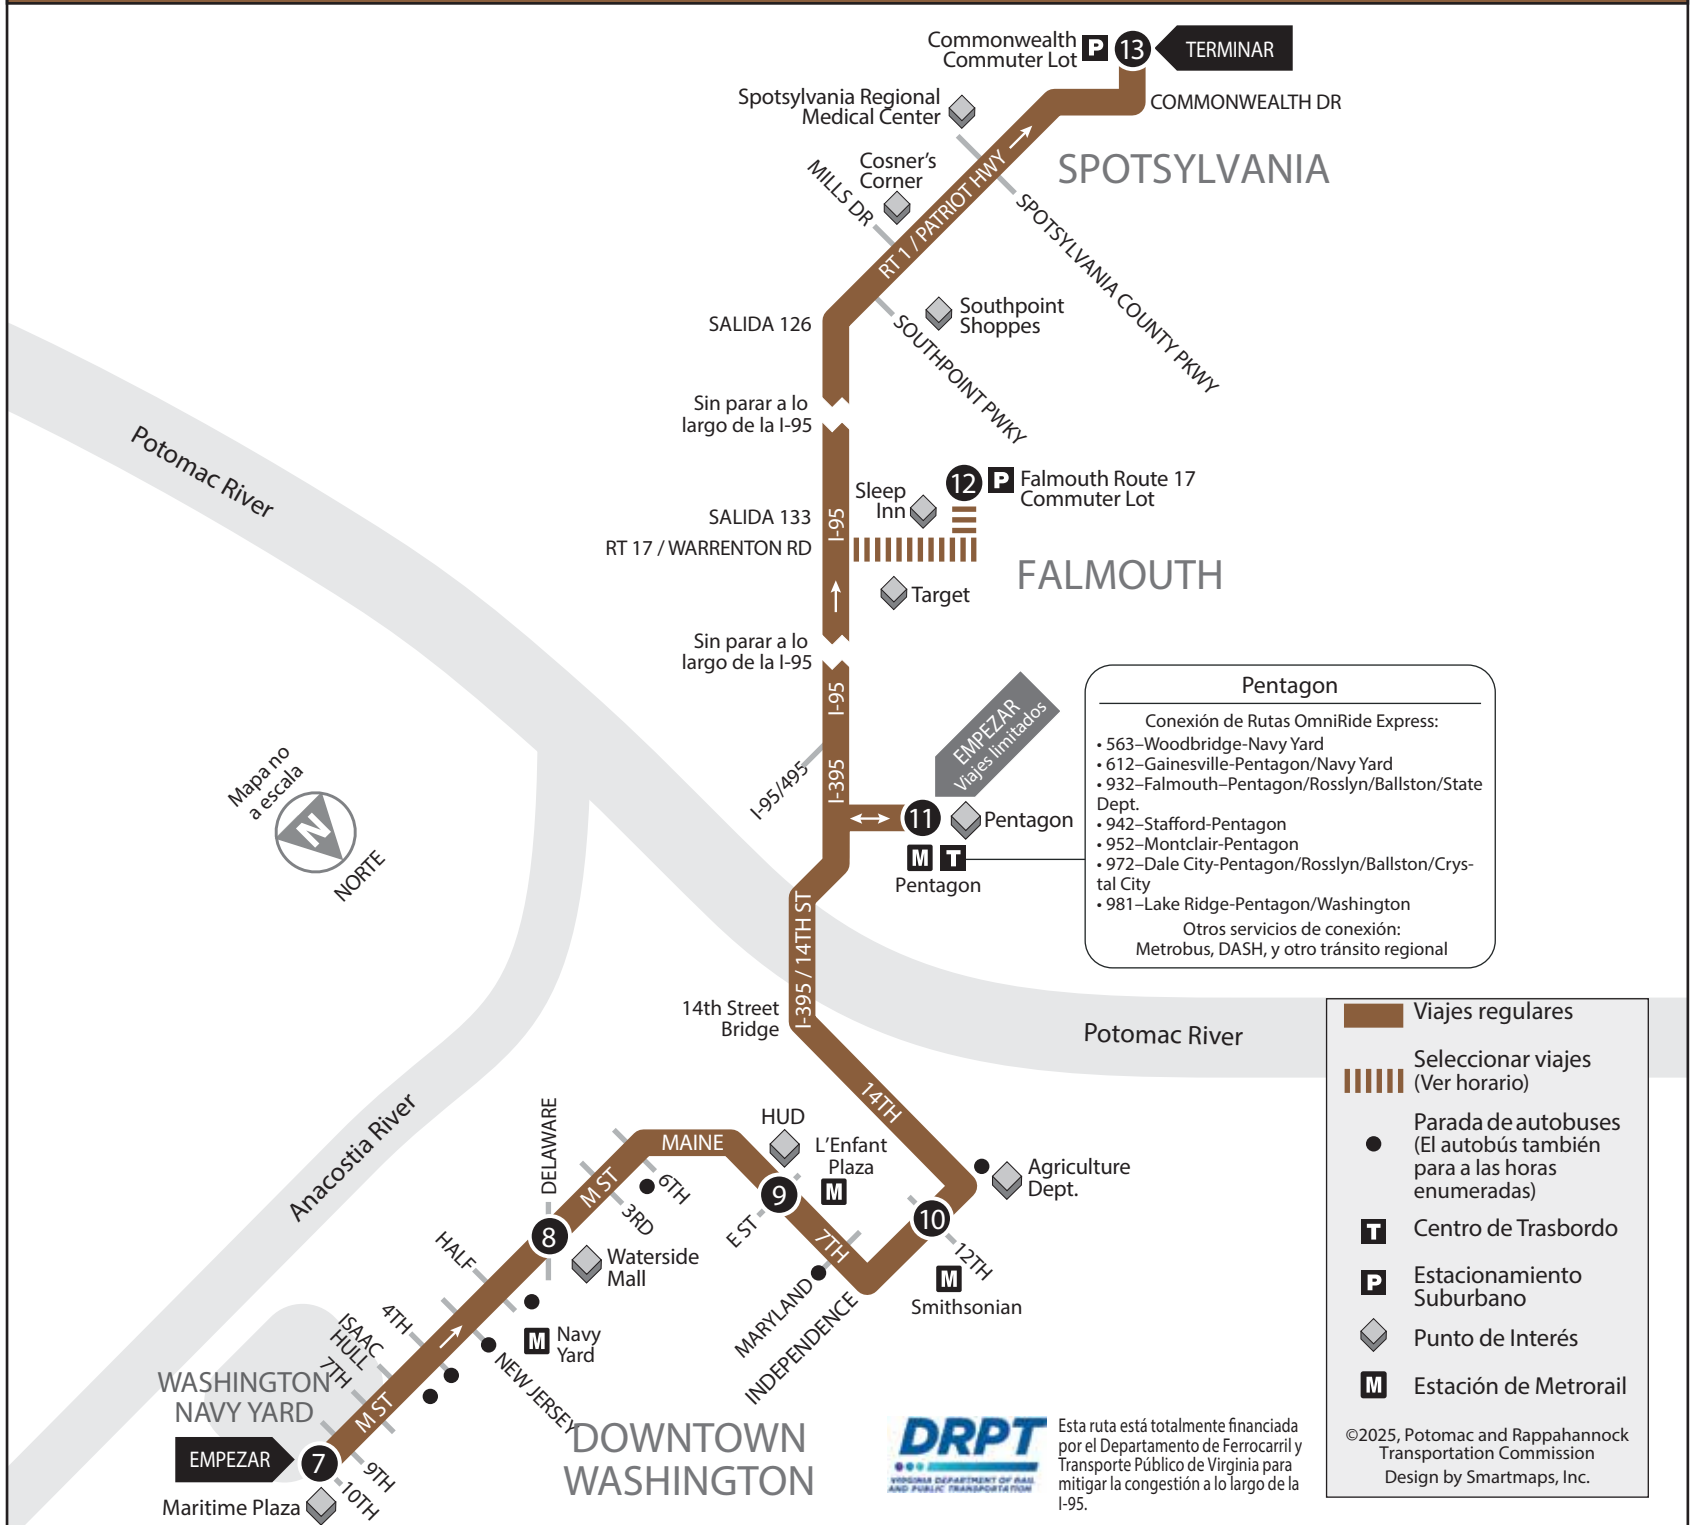 Commonwealth
Commuter Lot
P
13
TERMINAR
COMMONWEALTH DR
Spotsylvania Regional
Medical Center
SPOTSYLVANIA
Cosner's
Corner
MILLS DR
RT 1 / PATRIOT HWY
SPOTSYLVANIA COUNTY PKWY
Southpoint
Shoppes
SOUTHPOINT PWKY
SALIDA 126
Sin parar a lo
largo de la I-95
Potomac River
12
P
Falmouth Route 17
Commuter Lot
Sleep
Inn
SALIDA 133
I-95
RT 17 / WARRENTON RD
FALMOUTH
Target
Sin parar a lo
largo de la I-95
I-95
EMPEZAR
Viajes limitados
I-95/495
I-395
11
Pentagon
M
T
Pentagon
Pentagon
Conexión de Rutas OmniRide Express:
• 563–Woodbridge-Navy Yard
• 612–Gainesville-Pentagon/Navy Yard
• 932–Falmouth–Pentagon/Rosslyn/Ballston/State
Dept.
• 942–Stafford-Pentagon
• 952–Montclair-Pentagon
• 972–Dale City-Pentagon/Rosslyn/Ballston/Crys-
tal City
• 981–Lake Ridge-Pentagon/Washington
Otros servicios de conexión:
Metrobus, DASH, y otro tránsito regional
Mapa no
a escala
N
NORTE
I-395 / 14TH ST
14th Street
Bridge
Potomac River
14TH
Anacostia River
DELAWARE
MAINE
HUD
L'Enfant
Plaza
M
Agriculture
Dept.
M ST
6TH
3RD
9
E ST
7TH
10
12TH
M
Smithsonian
8
Waterside
Mall
MARYLAND
INDEPENDENCE
HALF
4TH
ISAAC
HULL
7TH
M
Navy
Yard
NEW JERSEY
M ST
WASHINGTON
NAVY YARD
EMPEZAR
7
9TH
10TH
Maritime Plaza
DOWNTOWN
WASHINGTON
DRPT
VIRGINIA DEPARTMENT OF RAIL
AND PUBLIC TRANSPORTATION
Esta ruta está totalmente financiada
por el Departamento de Ferrocarril y
Transporte Público de Virginia para
mitigar la congestión a lo largo de la
I-95.
Viajes regulares
Seleccionar viajes
(Ver horario)
Parada de autobuses
(El autobús también
para a las horas
enumeradas)
T
Centro de Trasbordo
P
Estacionamiento
Suburbano
Punto de Interés
M
Estación de Metrorail
©2025, Potomac and Rappahannock
Transportation Commission
Design by Smartmaps, Inc.